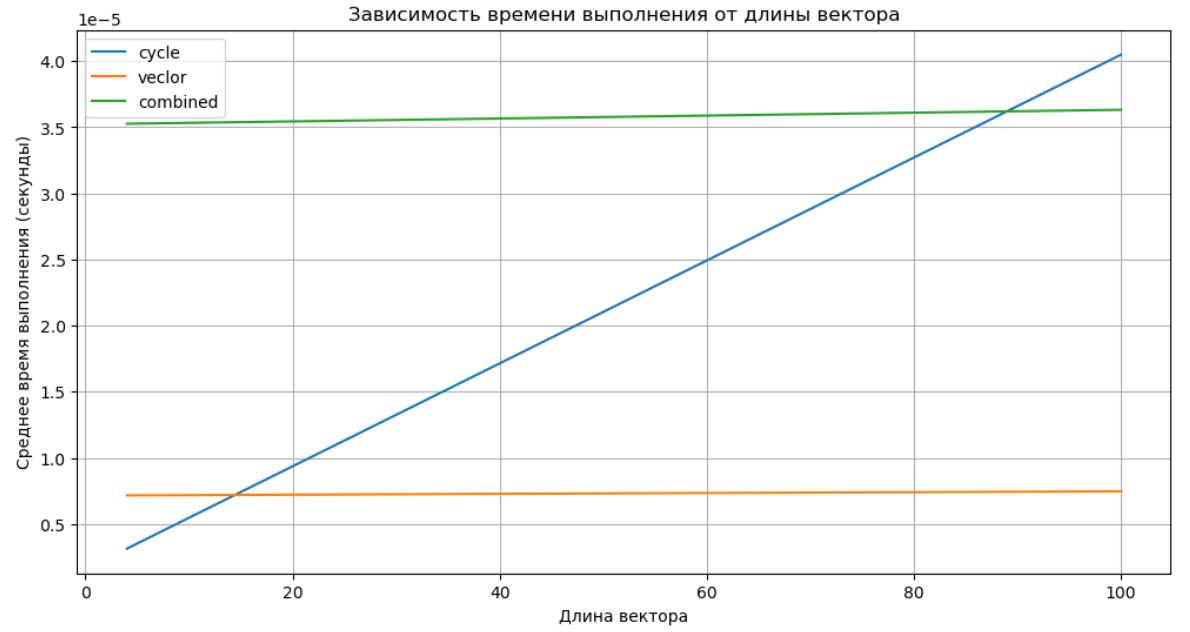 Зависимость времени выполнения от длины вектора
1e−5
cycle
veclor
combined
4.0
3.5
3.0
2.5
2.0
1.5
1.0
0.5
Среднее время выполнения (секунды)
0 20 40 60 80 100
Длина вектора